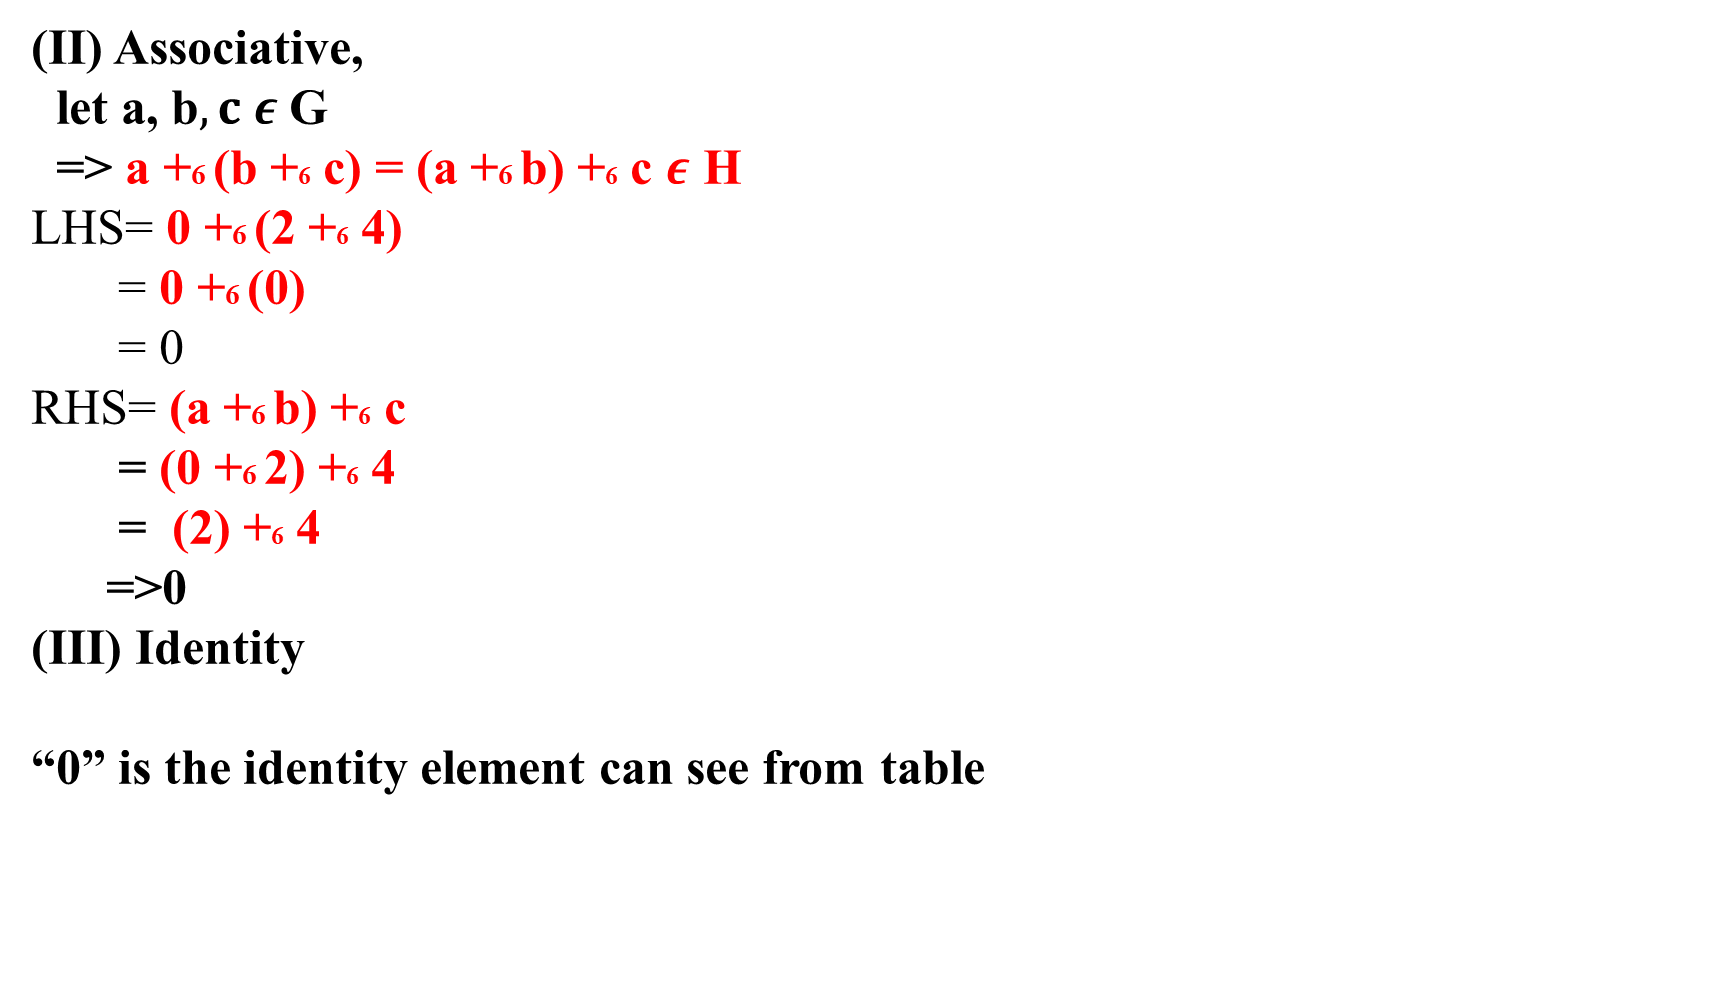 (II) Associative,
let a, b, c ϵ G
=> a +₆ (b +₆ c) = (a +₆ b) +₆ c ϵ H
LHS= 0 +₆ (2 +₆ 4)
= 0 +₆ (0)
= 0
RHS= (a +₆ b) +₆ c
= (0 +₆ 2) +₆ 4
= (2) +₆ 4
=>0
(III) Identity
“0” is the identity element can see from table